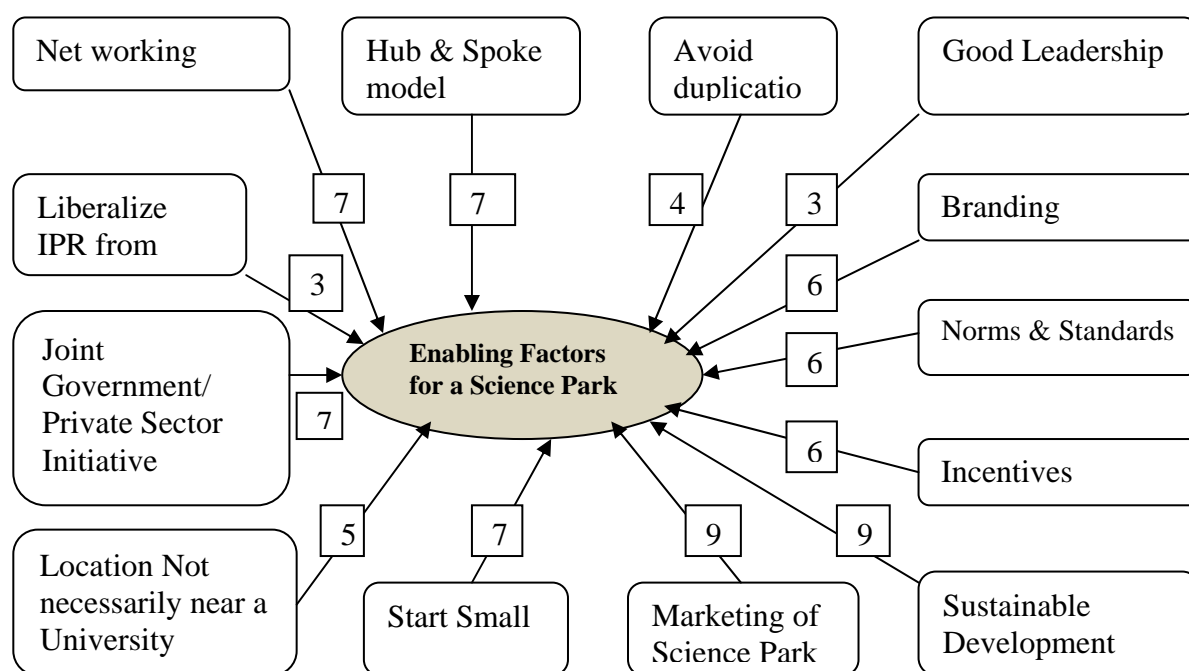 Net working
Hub & Spoke
model
Avoid
duplicatio
Good Leadership
7
7
4
3
Liberalize
IPR from
Branding
3
6
Joint
Government/
Private Sector
Initiative
7
Enabling Factors
for a Science Park
Norms & Standards
6
Incentives
6
Location Not
necessarily near a
University
5
Start Small
7
Marketing of
Science Park
9
Sustainable
Development
9